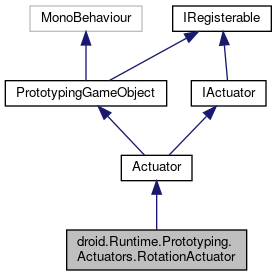 MonoBehaviour
IRegisterable
PrototypingGameObject
IActuator
Actuator
droid.Runtime.Prototyping.
Actuators.RotationActuator